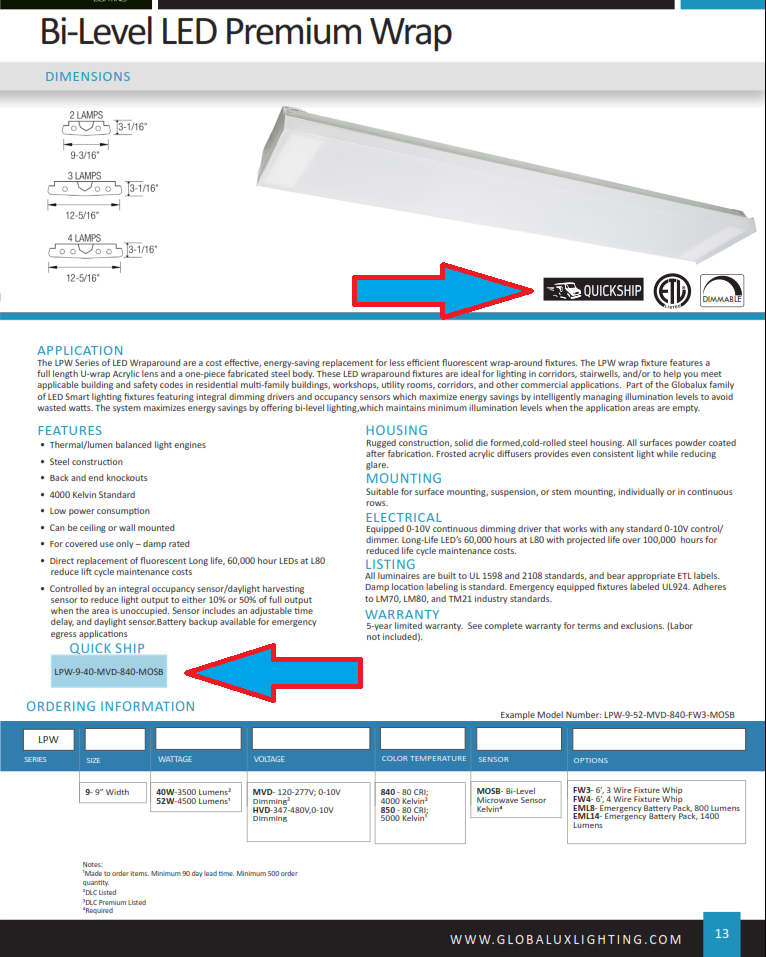 LIGHTING
Bi-Level LED Premium Wrap
DIMENSIONS
2 LAMPS
3-1/16"
9-3/16"
3 LAMPS
3-1/16"
12-5/16"
4 LAMPS
3-1/16"
12-5/16"
QUICKSHIP
ETL
LISTED
DIMMABLE
APPLICATION
The LPW Series of LED Wraparound are a cost effective, energy-saving replacement for less efficient fluorescent wrap-around fixtures. The LPW wrap fixture features a
full length U-wrap Acrylic lens and a one-piece fabricated steel body. These LED wraparound fixtures are ideal for lighting in corridors, stairwells, and/or to help you meet
applicable building and safety codes in residential multi-family buildings, workshops, utility rooms, corridors, and other commercial applications. Part of the Globalux family
of LED Smart lighting fixtures featuring integral dimming drivers and occupancy sensors which maximize energy savings by intelligently managing illumination levels to avoid
wasted watts. The system maximizes energy savings by offering bi-level lighting,which maintains minimum illumination levels when the application areas are empty.
FEATURES
• Thermal/lumen balanced light engines
• Steel construction
• Back and end knockouts
• 4000 Kelvin Standard
• Low power consumption
• Can be ceiling or wall mounted
• For covered use only – damp rated
• Direct replacement of fluorescent Long life, 60,000 hour LEDs at L80
reduce lift cycle maintenance costs
• Controlled by an integral occupancy sensor/daylight harvesting
sensor to reduce light output to either 10% or 50% of full output
when the area is unoccupied. Sensor includes an adjustable time
delay, and daylight sensor.Battery backup available for emergency
egress applications
HOUSING
Rugged construction, solid die formed,cold-rolled steel housing. All surfaces powder coated
after fabrication. Frosted acrylic diffusers provides even consistent light while reducing
glare.
MOUNTING
Suitable for surface mounting, suspension, or stem mounting, individually or in continuous
rows.
ELECTRICAL
Equipped 0-10V continuous dimming driver that works with any standard 0-10V control/
dimmer. Long-Life LED's 60,000 hours at L80 with projected life over 100,000 hours for
reduced life cycle maintenance costs.
LISTING
All luminaires are built to UL 1598 and 2108 standards, and bear appropriate ETL labels.
Damp location labeling is standard. Emergency equipped fixtures labeled UL924. Adheres
to LM70, LM80, and TM21 industry standards.
WARRANTY
5-year limited warranty. See complete warranty for terms and exclusions. (Labor
not included).
QUICK SHIP
LPW-9-40-MVD-840-MOSB
ORDERING INFORMATION
Example Model Number: LPW-9-52-MVD-840-FW3-MOSB
LPW
SERIES
SIZE
WATTAGE
VOLTAGE
COLOR TEMPERATURE
SENSOR
OPTIONS
9- 9" Width
40W-3500 Lumens²
52W-4500 Lumens¹
MVD- 120-277V; 0-10V
Dimming²
HVD-347-480V,0-10V
Dimming
840 - 80 CRI;
4000 Kelvin²
850 - 80 CRI;
5000 Kelvin¹
MOSB- Bi-Level
Microwave Sensor
Kelvin⁴
FW3- 6', 3 Wire Fixture Whip
FW4- 6', 4 Wire Fixture Whip
EML8- Emergency Battery Pack, 800 Lumens
EML14- Emergency Battery Pack, 1400
Lumens
Notes:
¹Made to order items. Minimum 90 day lead time. Minimum 500 order
quantity.
²DLC Listed
³DLC Premium Listed
⁴Required
WWW.GLOBALUXLIGHTING.COM
13